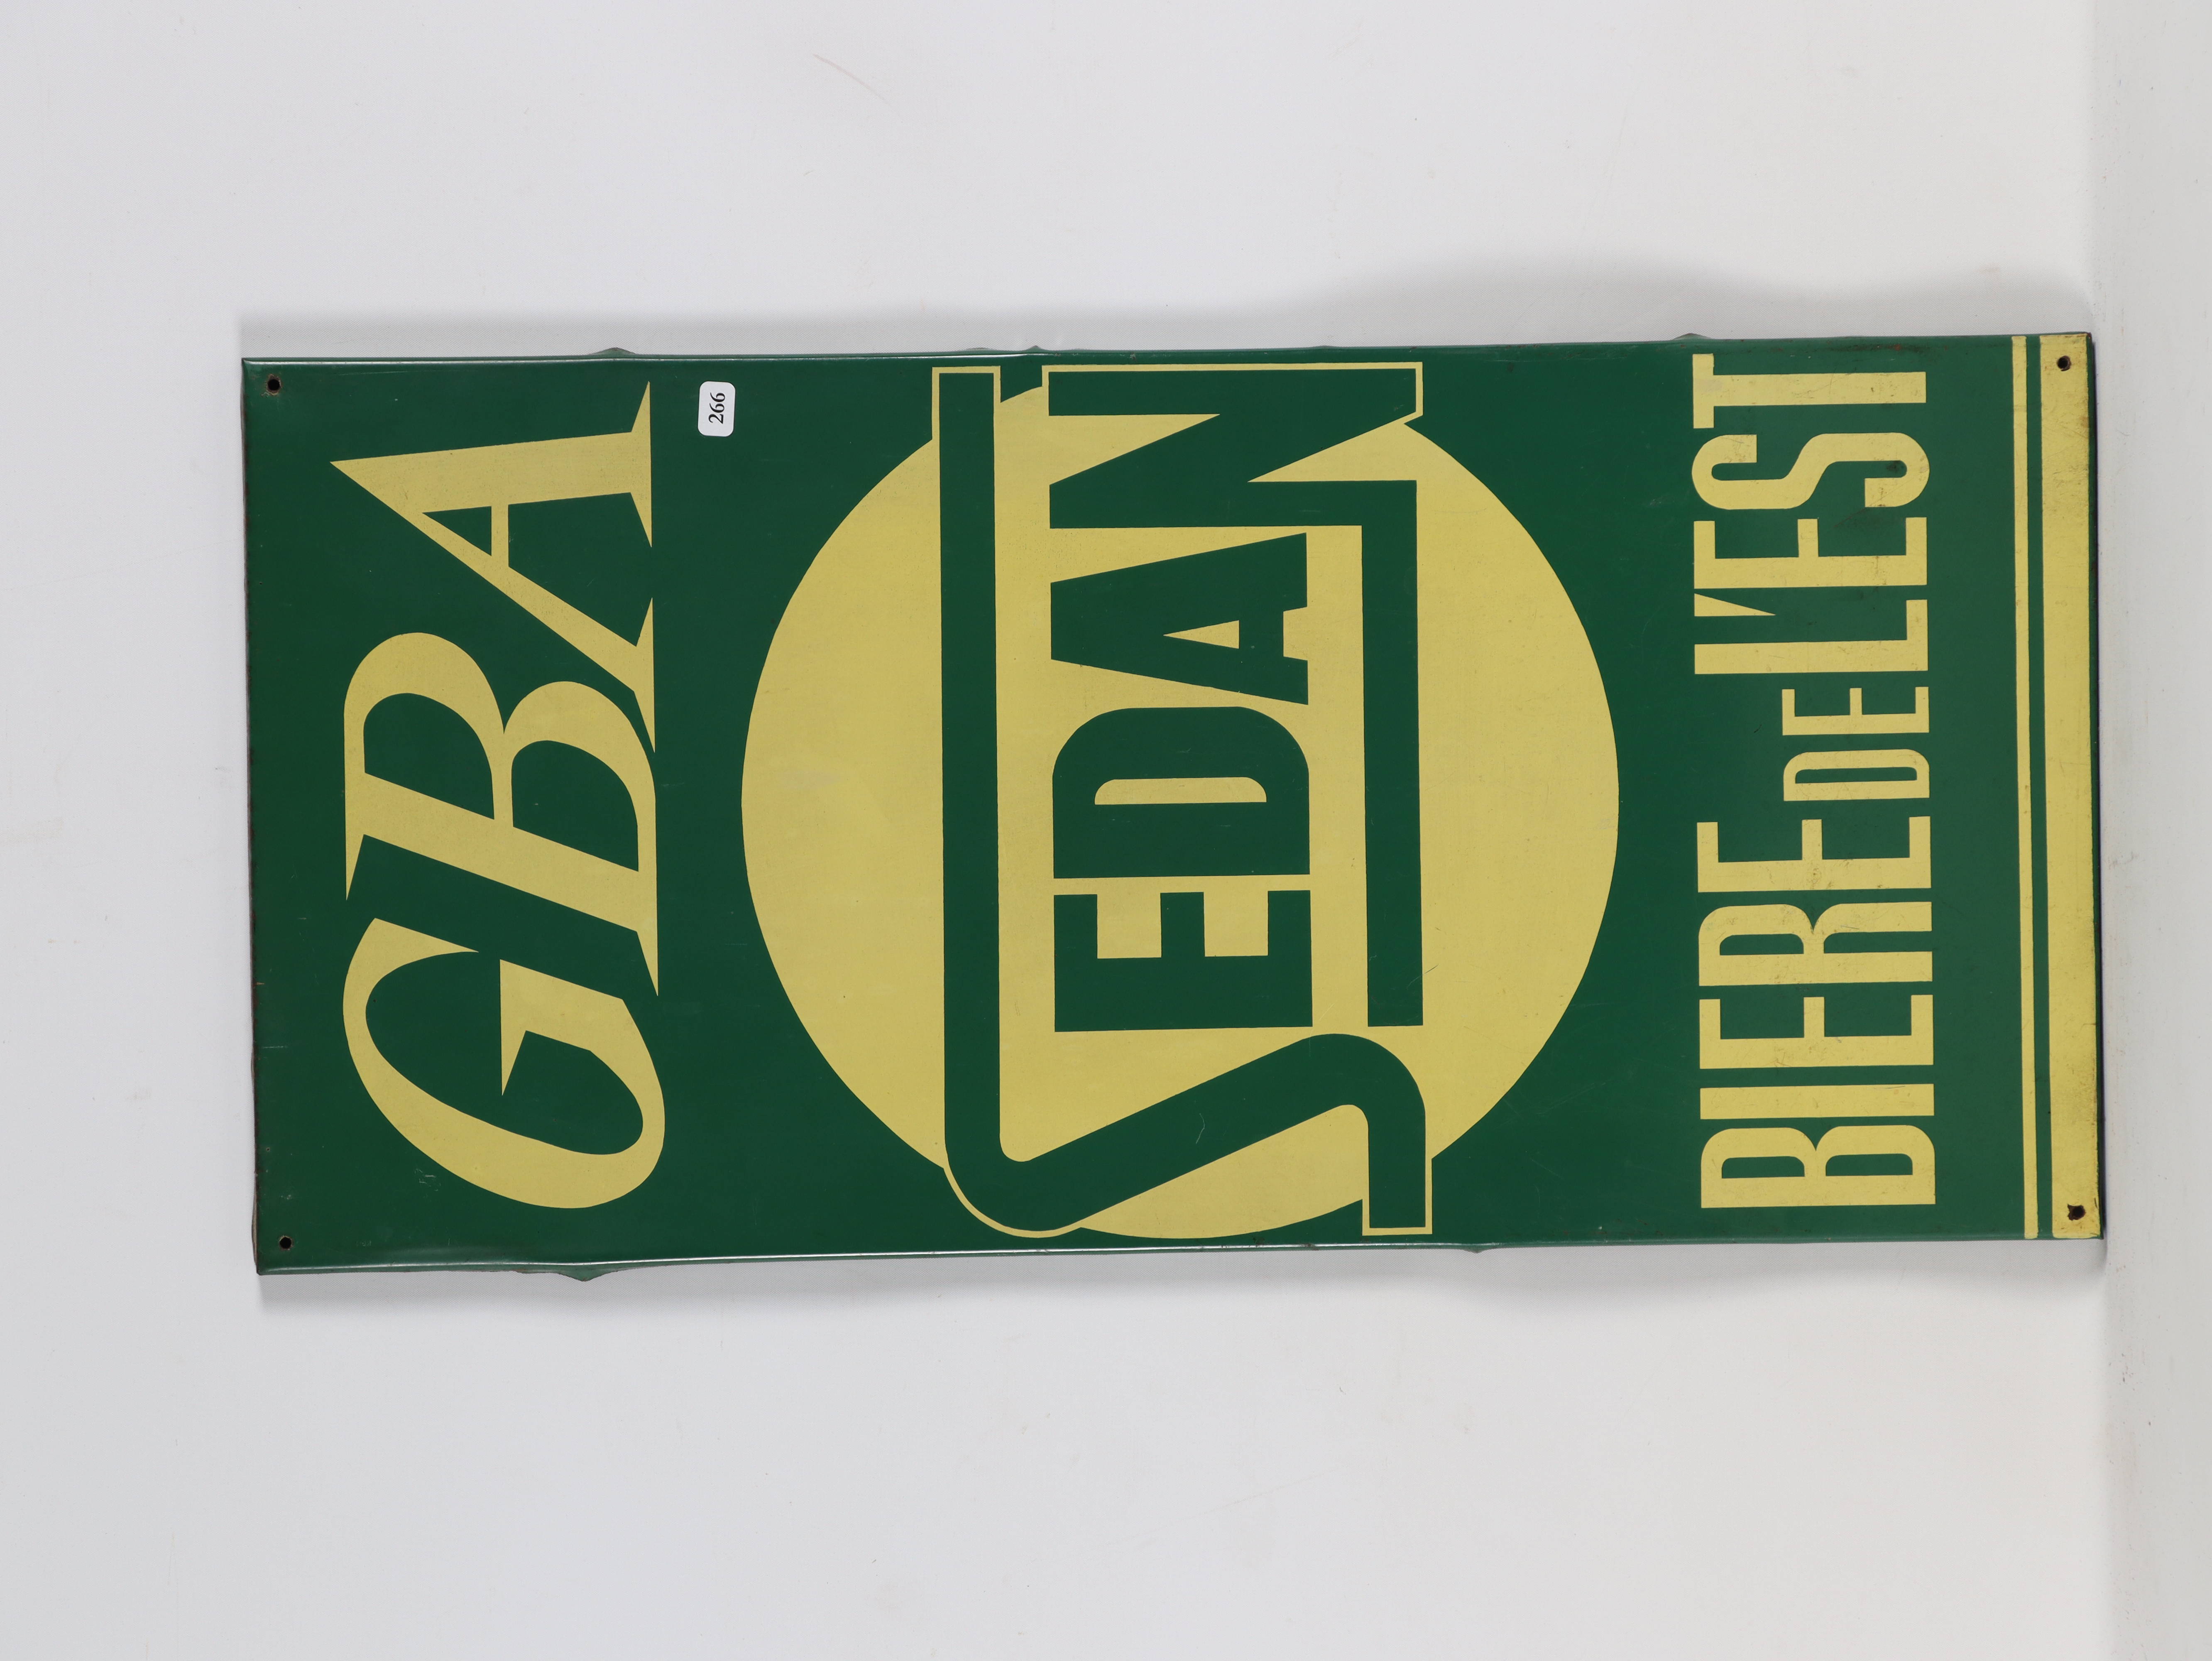 GBA
266
SEDAN
BIERE DE L'EST